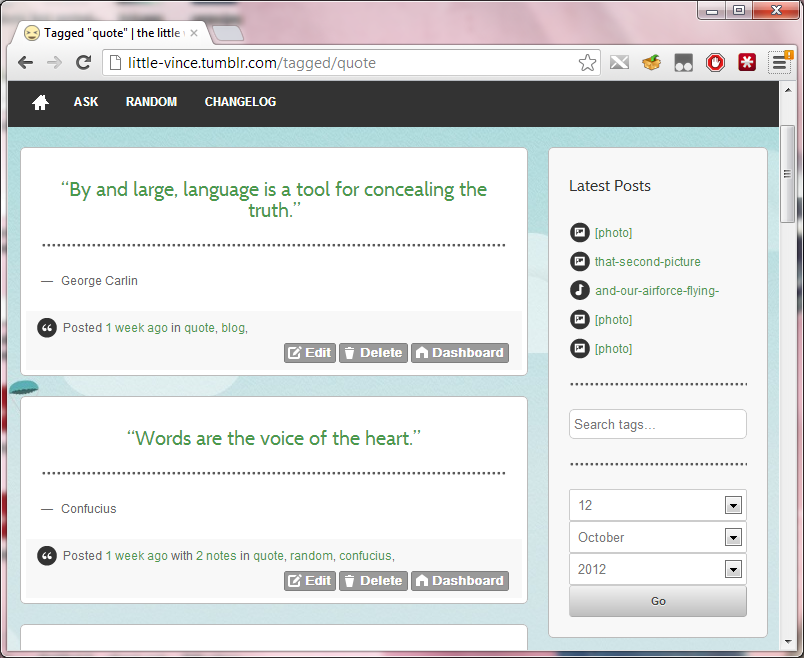 Tagged "quote" | the little
little-vince.tumblr.com/tagged/quote
ASK RANDOM CHANGELOG
“By and large, language is a tool for concealing the
truth.”
— George Carlin
Posted 1 week ago in quote, blog,
Edit Delete Dashboard
“Words are the voice of the heart.”
— Confucius
Posted 1 week ago with 2 notes in quote, random, confucius,
Edit Delete Dashboard
Latest Posts
[photo]
that-second-picture
and-our-airforce-flying-
[photo]
[photo]
Search tags...
12
October
2012
Go